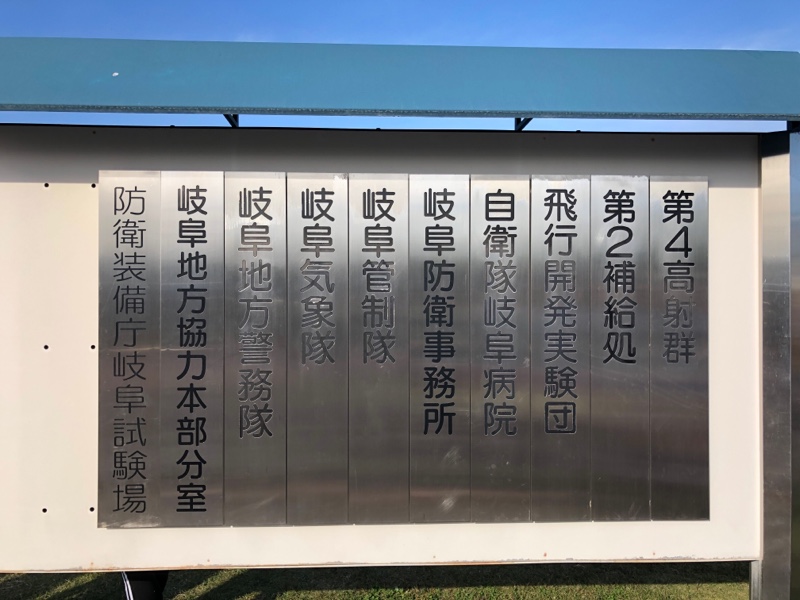 第4高射群
第2補給処
飛行開発実験団
自衛隊岐阜病院
岐阜防衛事務所
岐阜管制隊
岐阜気象隊
岐阜地方警務隊
岐阜地方協力本部分室
防衛装備庁岐阜試験場